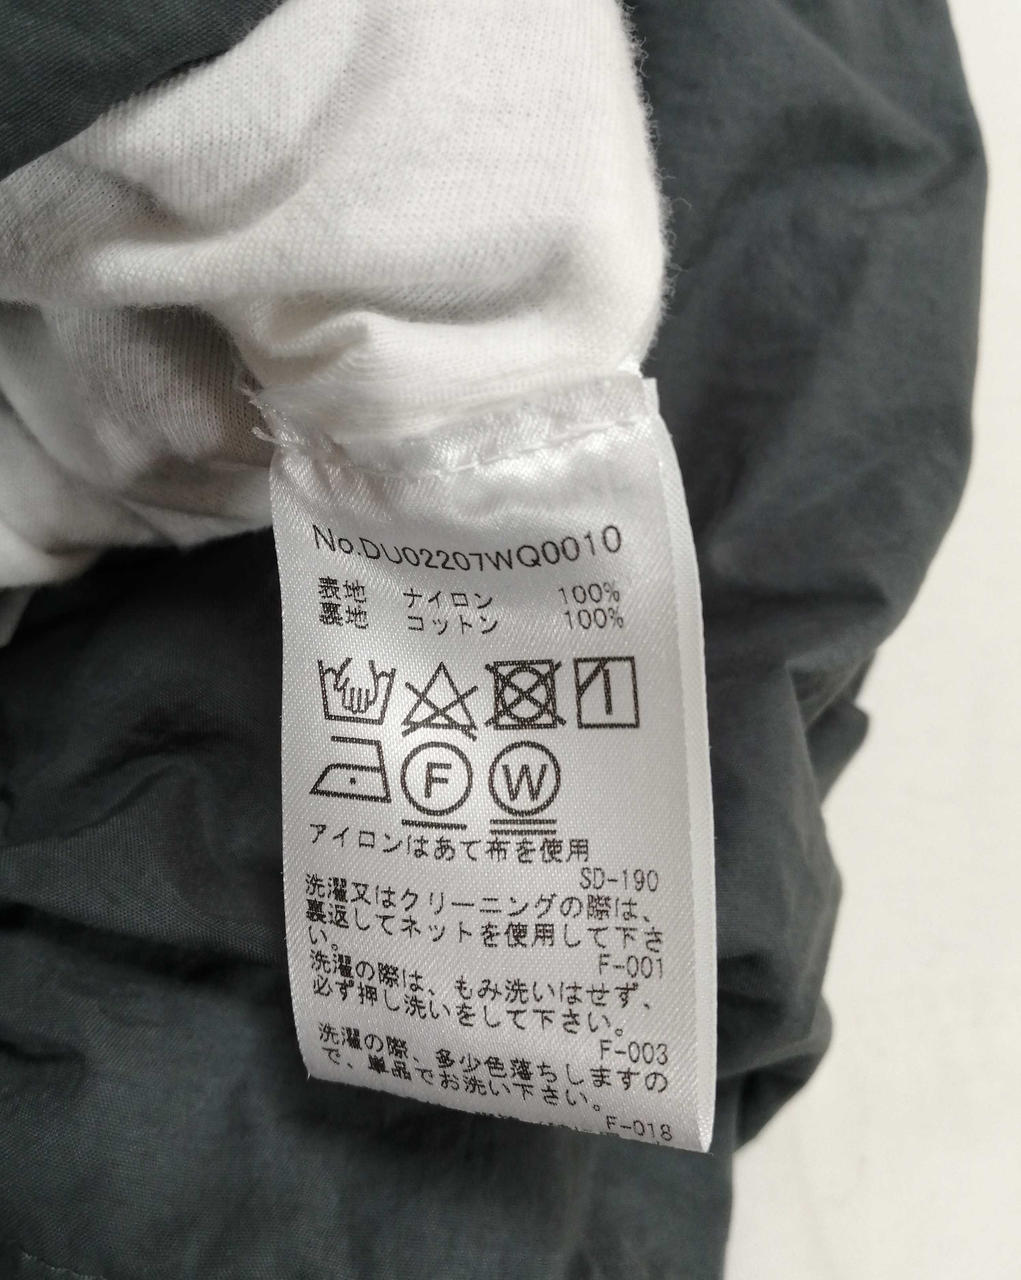 No.DU02207WQ0010
表地 ナイロン 100%
裏地 コットン 100%
F W
アイロンはあて布を使用
SD-190
洗濯又はクリーニングの際は、
裏返してネットを使用して下さ
い。
F-001
洗濯の際は、もみ洗いはせず、
必ず押し洗いをして下さい。
F-003
洗濯の際、多少色落ちしますの
で、単品でお洗い下さい。
F-018